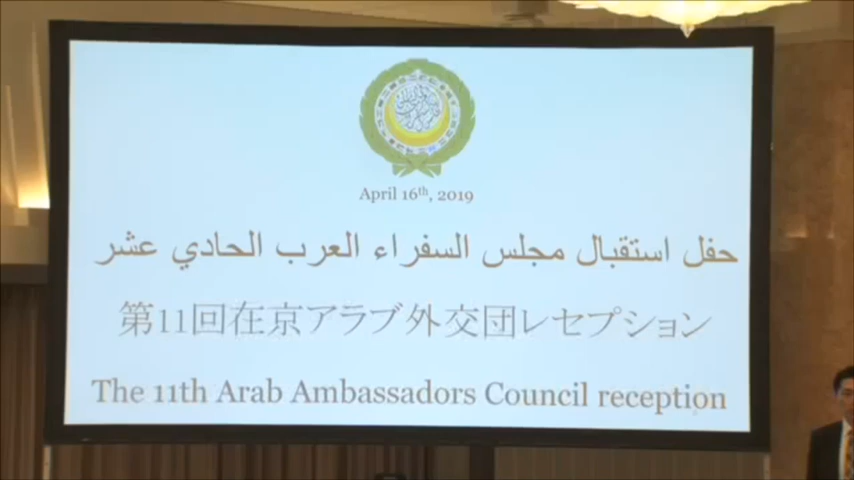 April 16th, 2019
حفل استقبال مجلس السفراء العرب الحادي عشر
第11回在京アラブ外交団レセプション
The 11th Arab Ambassadors Council reception